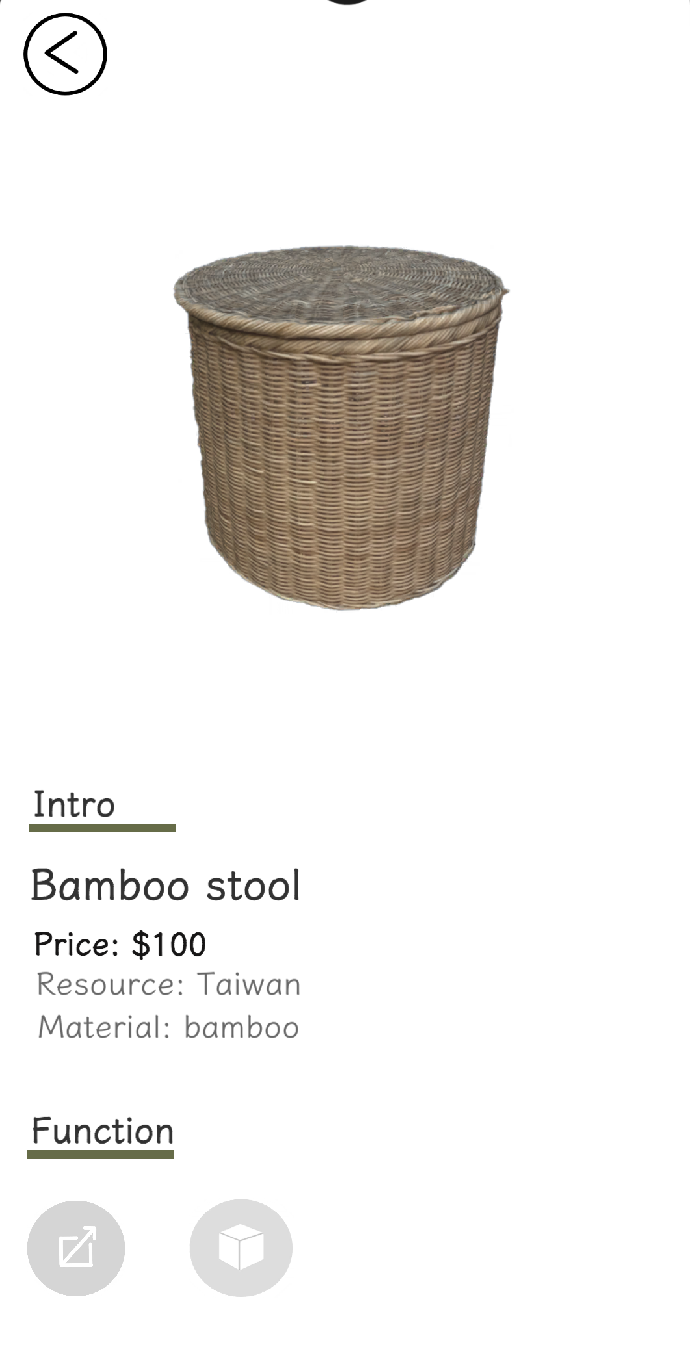 Intro
Bamboo stool
Price: $100
Resource: Taiwan
Material: bamboo
Function